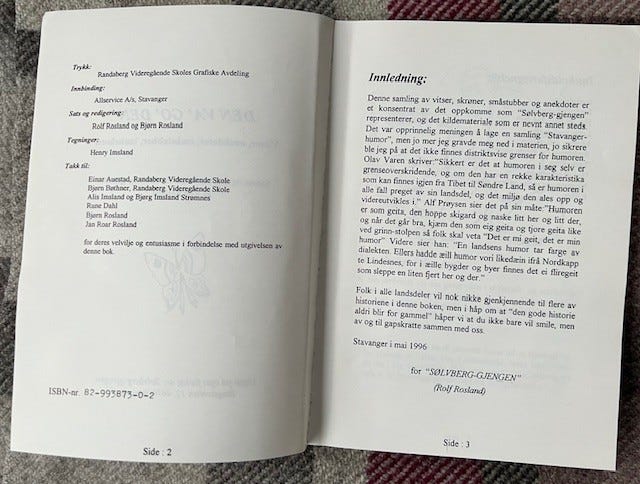 Trykk:
Randaberg Videregående Skoles Grafiske Avdeling
Innbinding:
Allservice A/s, Stavanger
Sats og redigering:
Rolf Rosland og Bjørn Rosland
Tegninger:
Henry Imsland
Takk til:
Einar Auestad, Randaberg Videregående Skole
Bjørn Bøthner, Randaberg Videregående Skole
Alis Imsland og Bjørg Imsland Strømnes
Rune Dahl
Bjørn Rosland
Jan Roar Rosland
for deres velvilje og entusiasme i forbindelse med utgivelsen av
denne bok.
ISBN-nr. 82-993873-0-2
Side : 2
Innledning:
Denne samling av vitser, skrøner, småstubber og anekdoter er
et konsentrat av det oppkomme som "Sølvberg-gjengen"
representerer, og det kildemateriale som er nevnt annet steds.
Det var opprinnelig meningen å lage en samling "Stavanger-
humor", men jo mer jeg gravde meg ned i materien, jo sikrere
ble jeg på at det ikke finnes distriktsvise grenser for humoren.
Olav Varen skriver:"Sikkert er det at humoren i seg selv er
grenseoverskridende, og om den har en rekke karakteristika
som kan finnes igjen fra Tibet til Søndre Land, så er humoren i
alle fall preget av sin landsdel, og det miljø den ales opp og
videreutvikles i." Alf Prøysen sier det på sin måte:"Humoren
er som geita, den hoppe skigard og naske litt her og litt der,
og når det går bra, kjæm den som eig geita og tjore geita like
ved grinn-stolpen så folk skal veta "Det er mi geit, det er min
humor" Videre sier han: "En landsens humor tar farge av
dialekten. Ellers hadde æill humor vori likedæin ifrå Nordkapp
te Lindesnes, for i æille bygder og byer finnes det ei fliregeit
som sleppe en liten fjert her og der."
Folk i alle landsdeler vil nok nikke gjenkjennende til flere av
historiene i denne boken, men i håp om at "den gode historie
aldri blir for gammel" håper vi at du ikke bare vil smile, men
av og til gapskratte sammen med oss.
Stavanger i mai 1996
for "SØLVBERG-GJENGEN"
(Rolf Rosland)
Side : 3